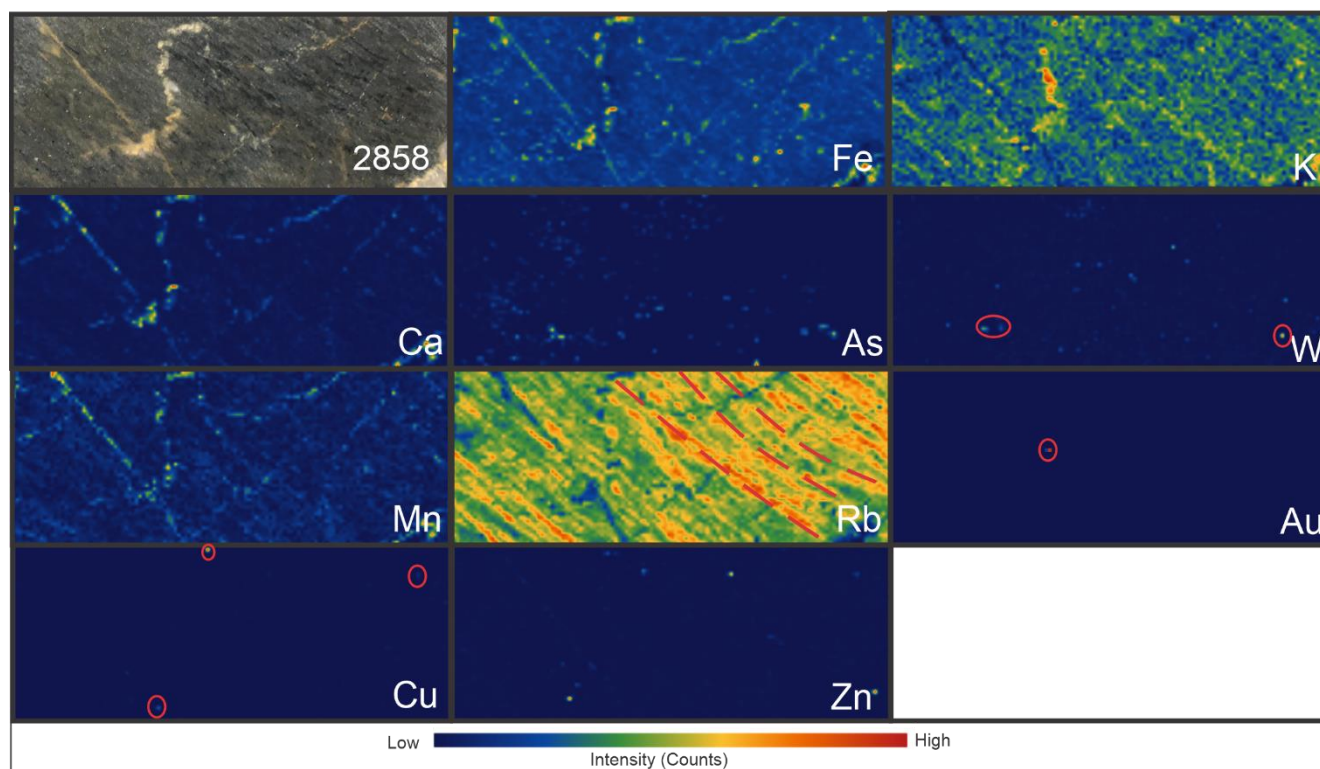 2858
Fe
K
Ca
As
W
Mn
Rb
Au
Cu
Zn
Low
High
Intensity (Counts)